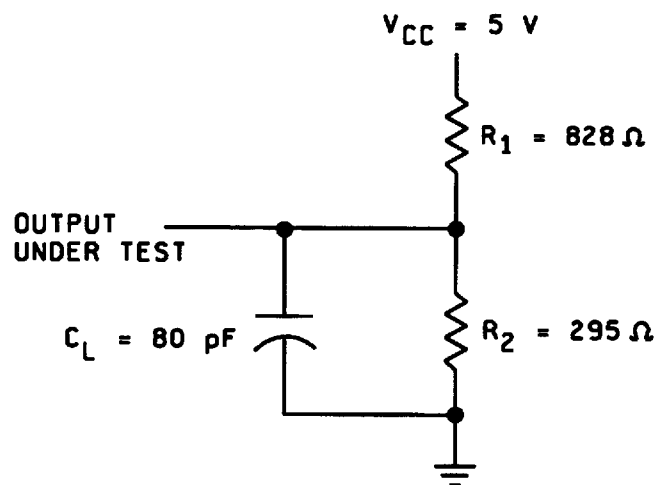 V_CC = 5 V
R_1 = 828 Ω
OUTPUT
UNDER TEST
C_L = 80 pF
R_2 = 295 Ω